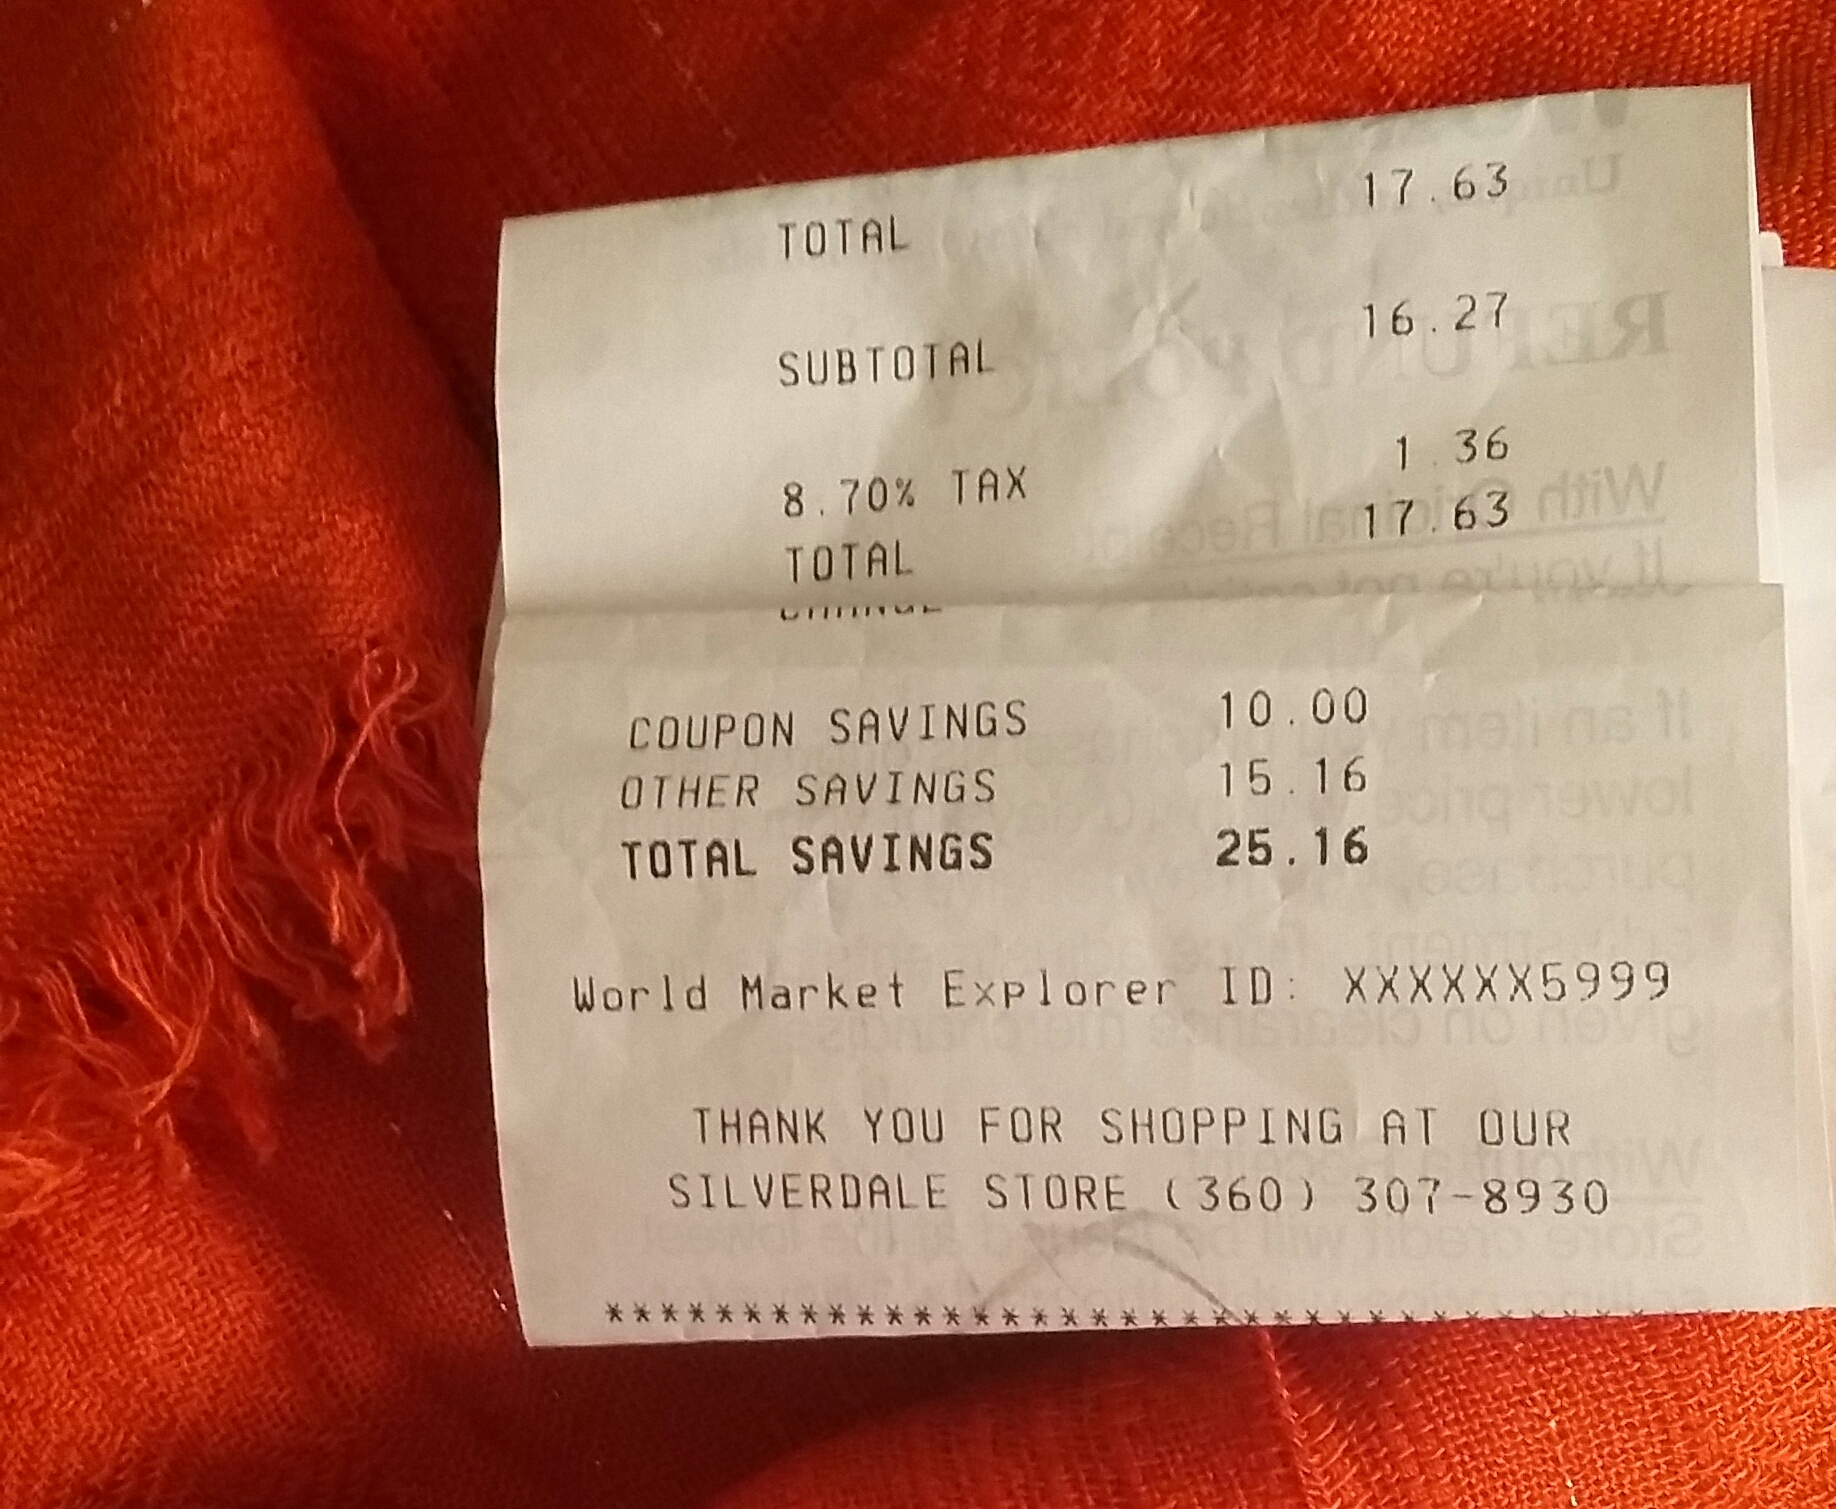 TOTAL 17.63
SUBTOTAL 16.27
8.70% TAX 1.36
TOTAL 17.63
COUPON SAVINGS 10.00
OTHER SAVINGS 15.16
TOTAL SAVINGS 25.16
World Market Explorer ID: XXXXXX5999
THANK YOU FOR SHOPPING AT OUR
SILVERDALE STORE (360) 307-8930
****************************************